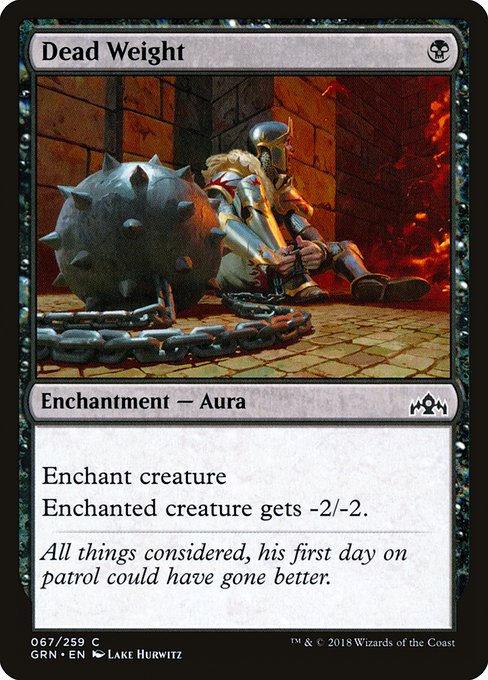 Dead Weight
Enchantment — Aura
Enchant creature
Enchanted creature gets -2/-2.
All things considered, his first day on
patrol could have gone better.
067/259 C
GRN • EN Lake Hurwitz
™ & © 2018 Wizards of the Coast